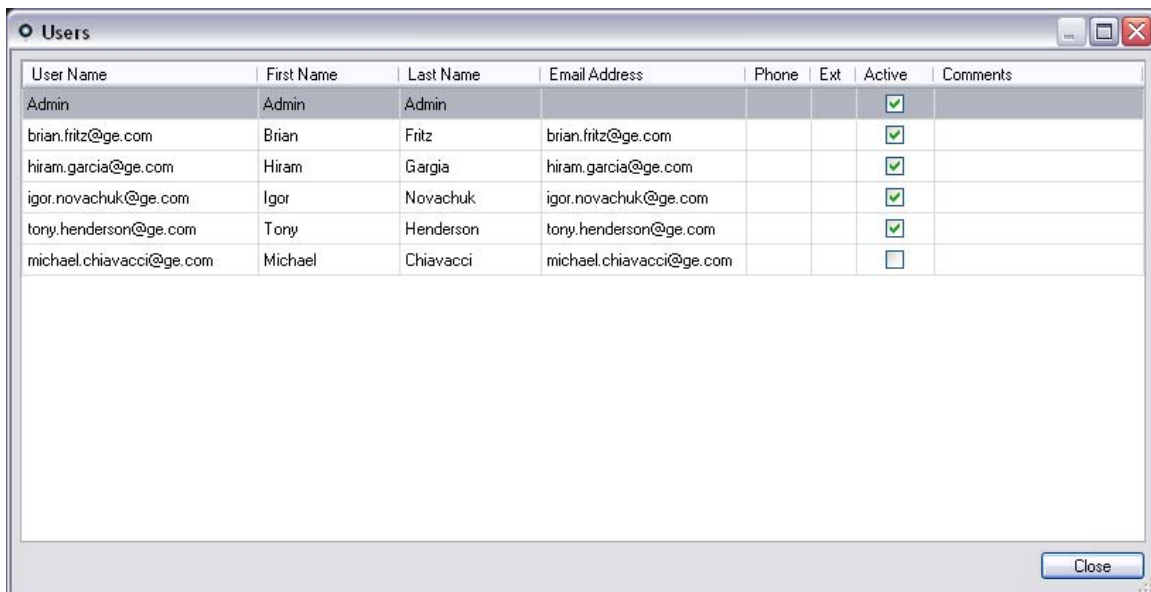 Users
User Name First Name Last Name Email Address Phone Ext Active Comments
Admin Admin Admin
brian.fritz@ge.com Brian Fritz brian.fritz@ge.com
hiram.garcia@ge.com Hiram Gargia hiram.garcia@ge.com
igor.novachuk@ge.com Igor Novachuk igor.novachuk@ge.com
tony.henderson@ge.com Tony Henderson tony.henderson@ge.com
michael.chiavacci@ge.com Michael Chiavacci michael.chiavacci@ge.com
Close